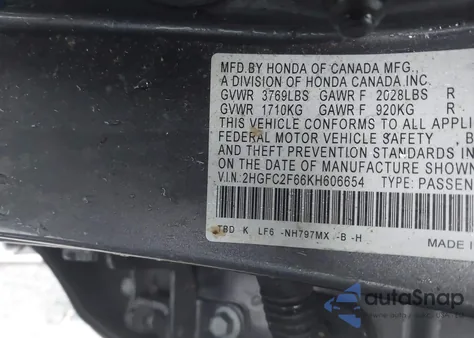 MFD.BY HONDA OF CANADA MFG.,
A DIVISION OF HONDA CANADA.INC.
GVWR 3769LBS GAWR F 2028LBS R
GVWR 1710KG GAWR F 920KG R
THIS VEHICLE CONFORMS TO ALL
FEDERAL MOTOR VEHICLE SAFETY, B
AND THEFT PREVENTION STANDARDS IN
ON THE DATE OF MANUFACTURE SHOWN
V.I.N.: 2HGFC2F66KH606654 TYPE: PASSEN
TBD K LF6 -NH797MX -B -H
MADE IN
autoSnap